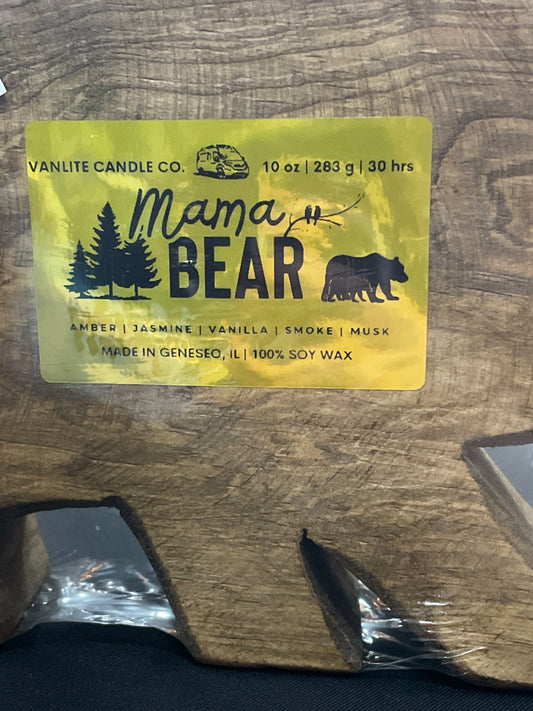 VANLITE CANDLE CO. 10 oz | 283 g | 30 hrs
Mama
BEAR
AMBER | JASMINE | VANILLA | SMOKE | MUSK
MADE IN GENESEO, IL | 100% SOY WAX